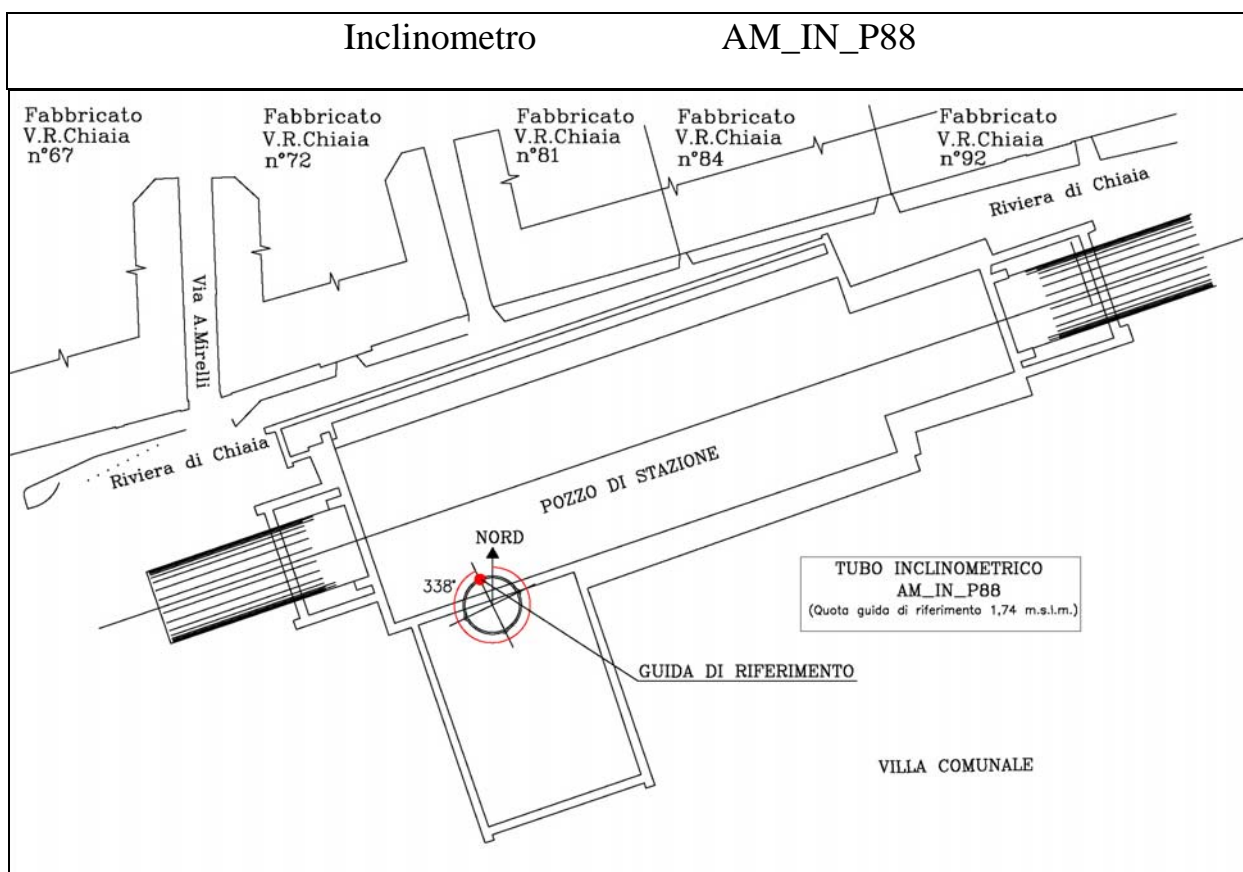 Inclinometro AM_IN_P88
Fabbricato
V.R.Chiaia
n°67
Fabbricato
V.R.Chiaia
n°72
Fabbricato
V.R.Chiaia
n°81
Fabbricato
V.R.Chiaia
n°84
Fabbricato
V.R.Chiaia
n°92
Riviera di Chiaia
Via A.Mirelli
Riviera di Chiaia
POZZO DI STAZIONE
NORD
338°
TUBO INCLINOMETRICO
AM_IN_P88
(Quota guida di riferimento 1,74 m.s.l.m.)
GUIDA DI RIFERIMENTO
VILLA COMUNALE